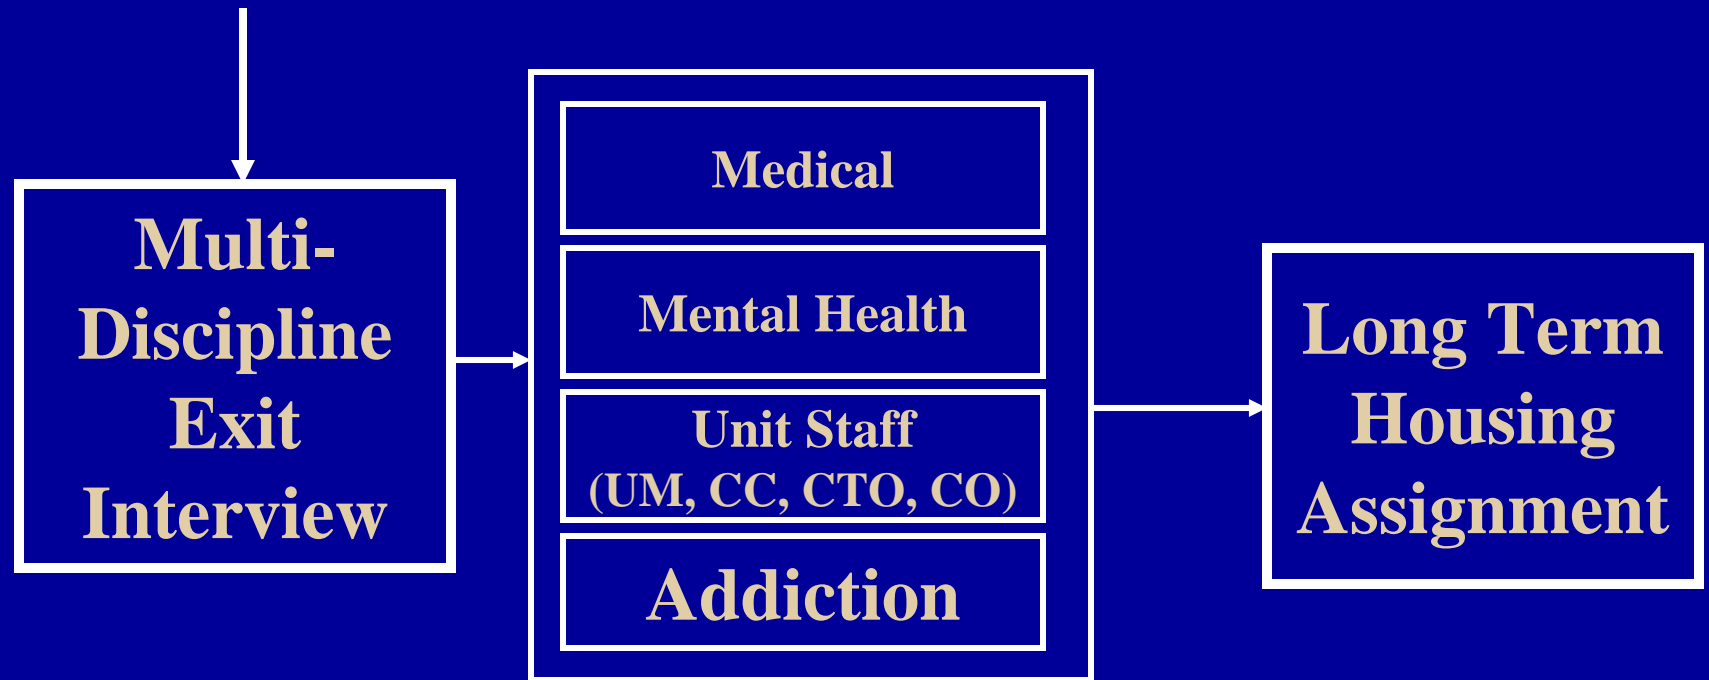 Multi-
Discipline
Exit
Interview
Medical
Mental Health
Unit Staff
(UM, CC, CTO, CO)
Addiction
Long Term
Housing
Assignment